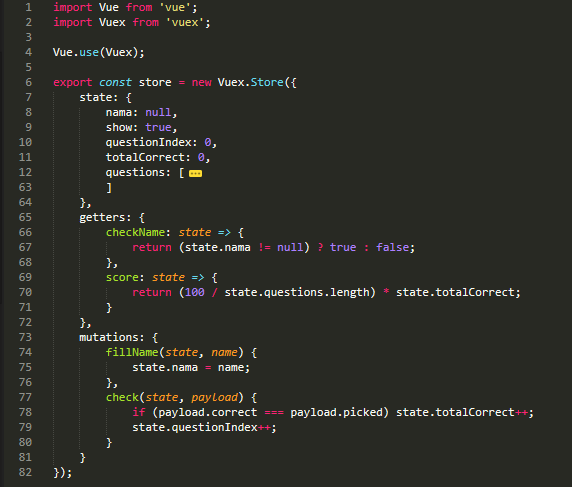 1 import Vue from 'vue';
2 import Vuex from 'vuex';
3
4 Vue.use(Vuex);
5
6 export const store = new Vuex.Store({
7     state: {
8         nama: null,
9         show: true,
10         questionIndex: 0,
11         totalCorrect: 0,
12         questions: [ ...
63         ]
64     },
65     getters: {
66         checkName: state => {
67             return (state.nama != null) ? true : false;
68         },
69         score: state => {
70             return (100 / state.questions.length) * state.totalCorrect;
71         }
72     },
73     mutations: {
74         fillName(state, name) {
75             state.nama = name;
76         },
77         check(state, payload) {
78             if (payload.correct === payload.picked) state.totalCorrect++;
79             state.questionIndex++;
80         }
81     }
82 });